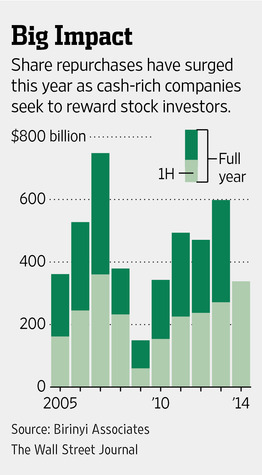 Big Impact
Share repurchases have surged
this year as cash-rich companies
seek to reward stock investors.
$800 billion
1H
Full
year
600
400
200
0
2005 '10 '14
Source: Birinyi Associates
The Wall Street Journal